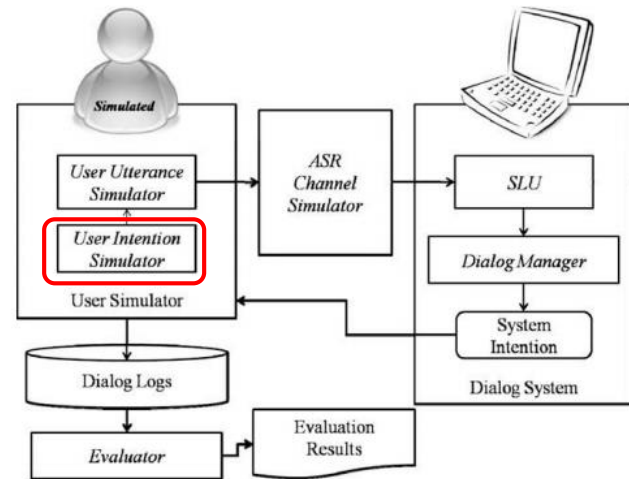 Simulated
User Utterance
Simulator
User Intention
Simulator
User Simulator
ASR
Channel
Simulator
SLU
Dialog Manager
System
Intention
Dialog System
Dialog Logs
Evaluator
Evaluation
Results